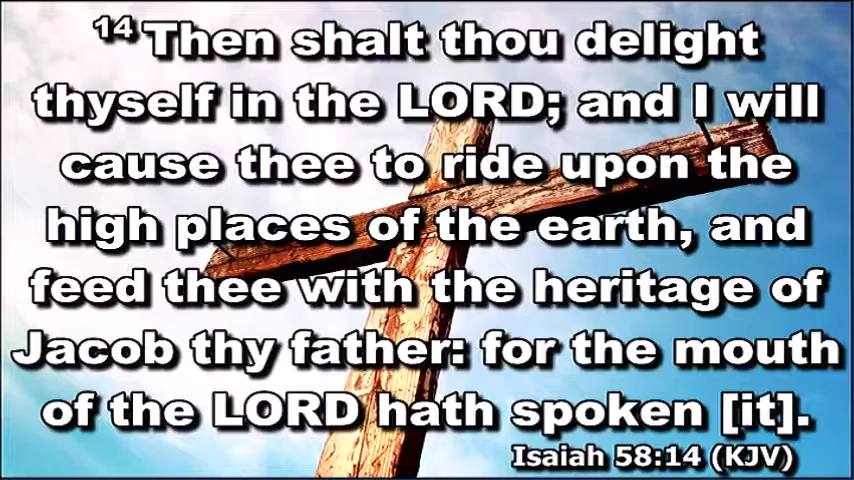 14 Then shalt thou delight
thyself in the LORD; and I will
cause thee to ride upon the
high places of the earth, and
feed thee with the heritage of
Jacob thy father: for the mouth
of the LORD hath spoken [it].
Isaiah 58:14 (KJV)